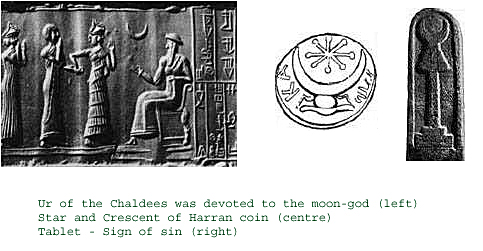 Ur of the Chaldees was devoted to the moon-god (left)
Star and Crescent of Harran coin (centre)
Tablet - Sign of sin (right)